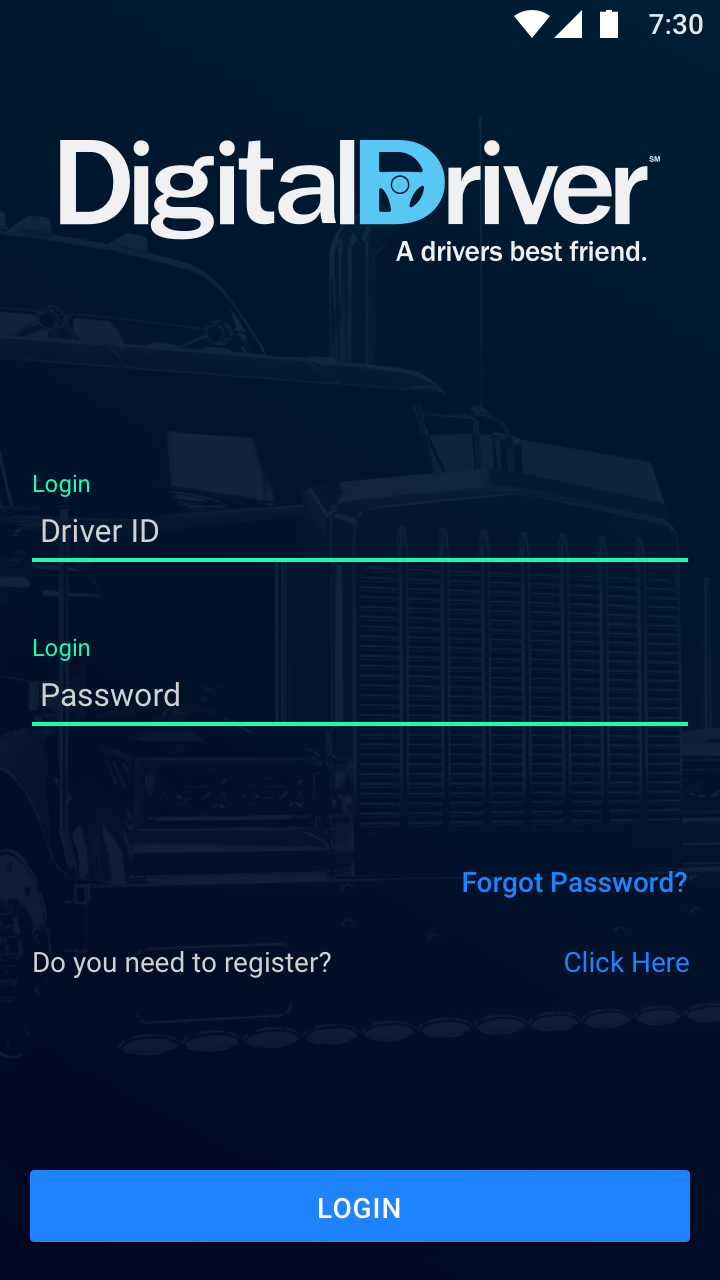 7:30
DigitalDriver℠
A drivers best friend.
Login
Driver ID
Login
Password
Forgot Password?
Do you need to register? Click Here
LOGIN